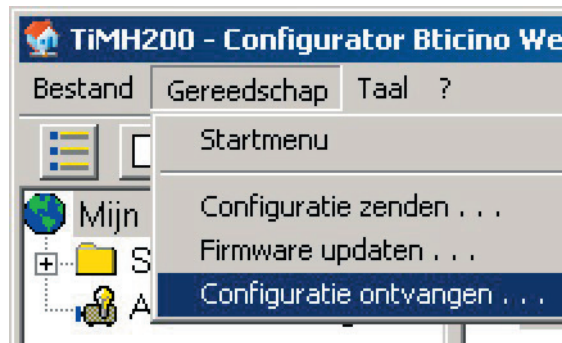 TiMH200 - Configurator Bticino We
Bestand Gereedschap Taal ?
Startmenu
Configuratie zenden . . .
Firmware updaten . . .
Configuratie ontvangen . . .
Mijn
S
A